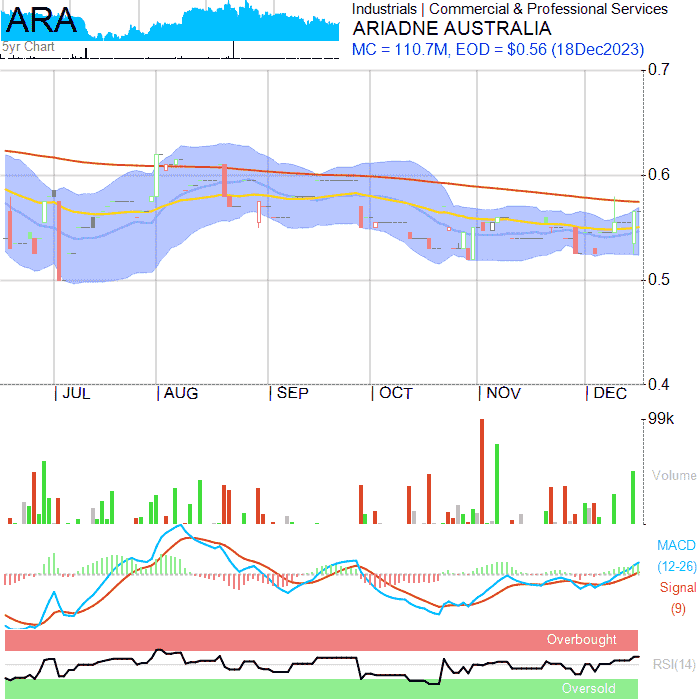 ARA
5yr Chart
Industrials | Commercial & Professional Services
ARIADNE AUSTRALIA
MC = 110.7M, EOD = $0.56 (18Dec2023)
0.7
0.6
0.5
0.4
JUL AUG SEP OCT NOV DEC
99k
Volume
MACD
(12-26)
Signal
(9)
Overbought
RSI(14)
Oversold